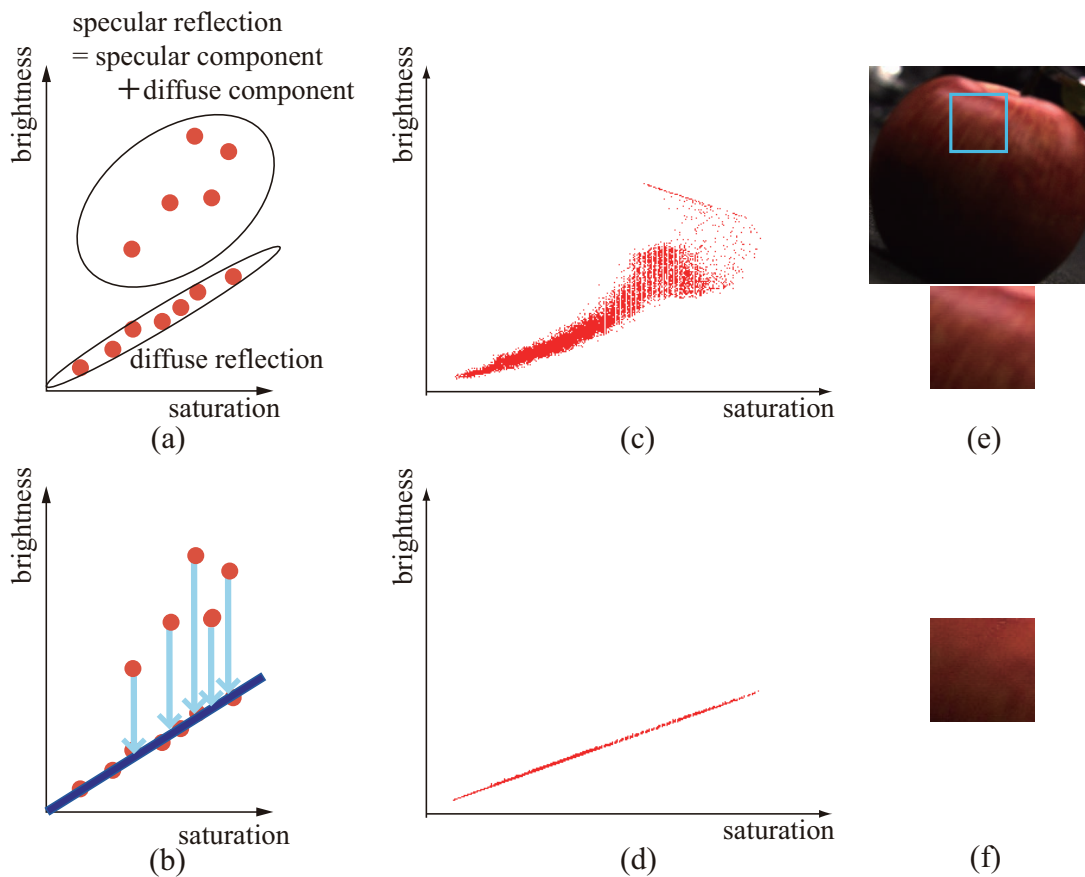 specular reflection
= specular component
+ diffuse component
brightness
diffuse reflection
saturation
(a)
brightness
saturation
(c)
(e)
brightness
saturation
(b)
brightness
saturation
(d)
(f)